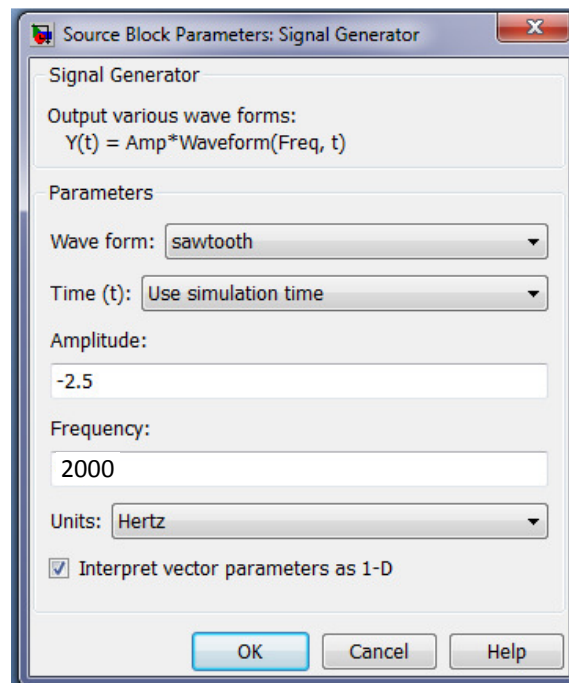 Source Block Parameters: Signal Generator
Signal Generator
Output various wave forms:
Y(t) = Amp*Waveform(Freq, t)
Parameters
Wave form: sawtooth
Time (t): Use simulation time
Amplitude:
-2.5
Frequency:
2000
Units: Hertz
Interpret vector parameters as 1-D
OK Cancel Help